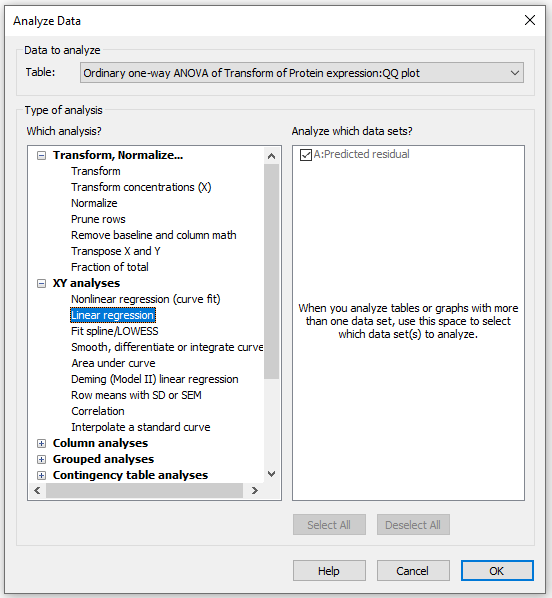 Analyze Data
Data to analyze
Table: Ordinary one-way ANOVA of Transform of Protein expression:QQ plot
Type of analysis
Which analysis?
Transform, Normalize...
Transform
Transform concentrations (X)
Normalize
Prune rows
Remove baseline and column math
Transpose X and Y
Fraction of total
XY analyses
Nonlinear regression (curve fit)
Linear regression
Fit spline/LOWESS
Smooth, differentiate or integrate curve
Area under curve
Deming (Model II) linear regression
Row means with SD or SEM
Correlation
Interpolate a standard curve
Column analyses
Grouped analyses
Contingency table analyses
Analyze which data sets?
A:Predicted residual
When you analyze tables or graphs with more
than one data set, use this space to select
which data set(s) to analyze.
Select All Deselect All
Help Cancel OK